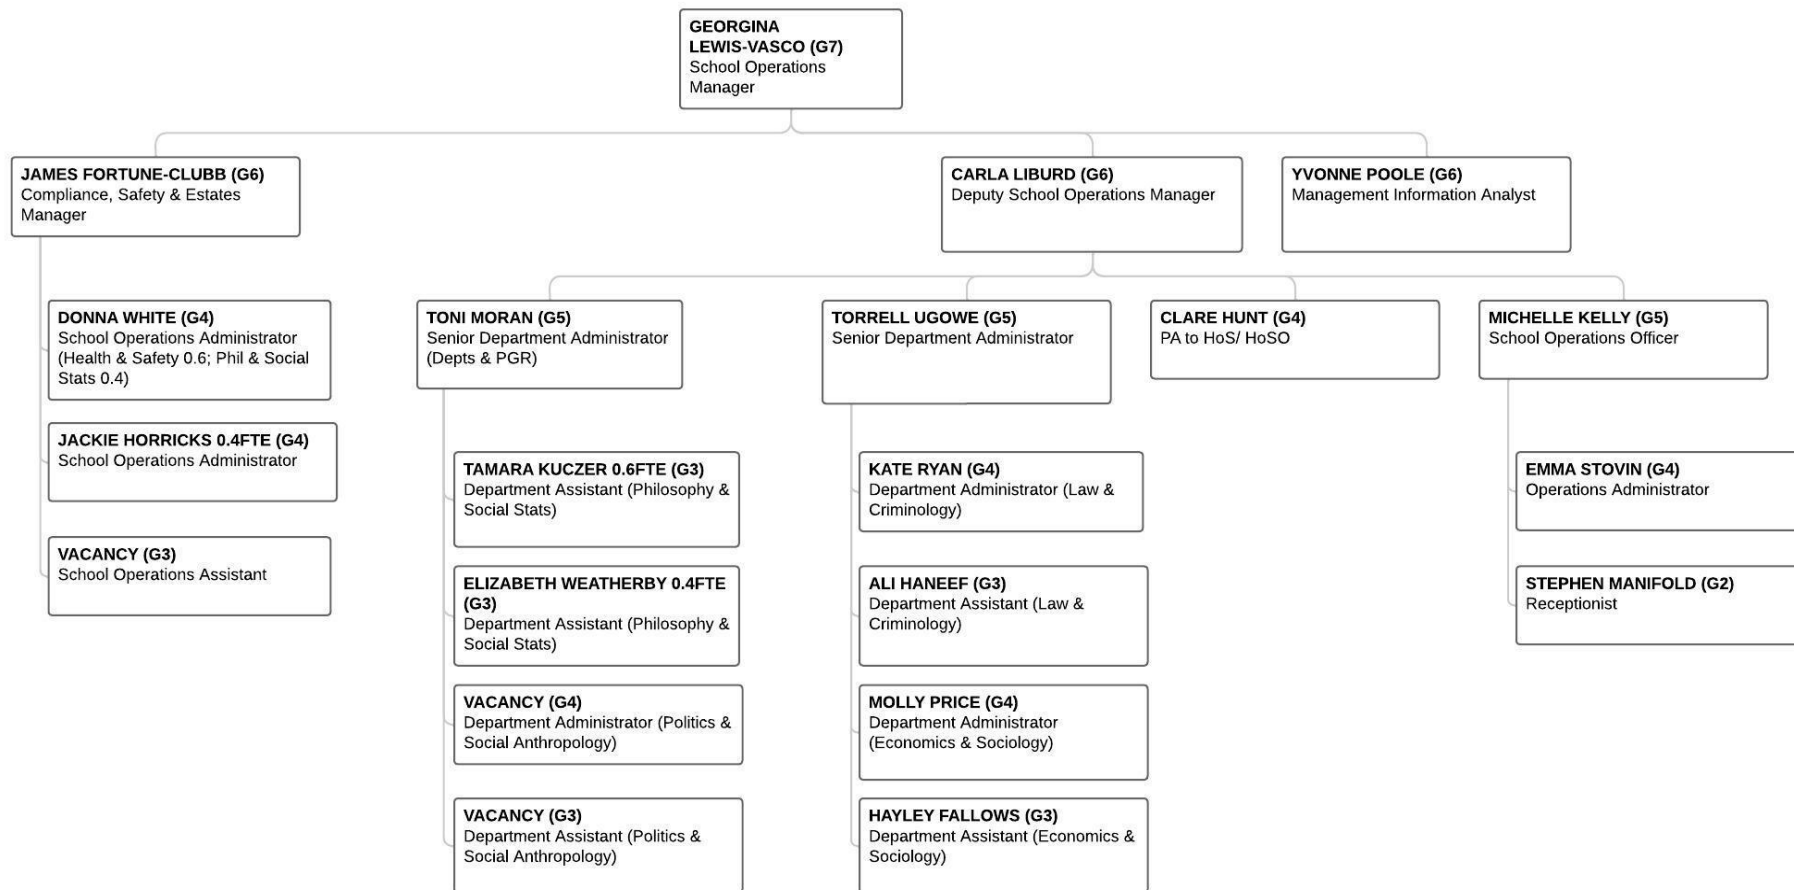 GEORGINA
LEWIS-VASCO (G7)
School Operations
Manager
JAMES FORTUNE-CLUBB (G6)
Compliance, Safety & Estates
Manager
CARLA LIBURD (G6)
Deputy School Operations Manager
YVONNE POOLE (G6)
Management Information Analyst
DONNA WHITE (G4)
School Operations Administrator
(Health & Safety 0.6; Phil & Social
Stats 0.4)
JACKIE HORRICKS 0.4FTE (G4)
School Operations Administrator
VACANCY (G3)
School Operations Assistant
TONI MORAN (G5)
Senior Department Administrator
(Depts & PGR)
TAMARA KUCZER 0.6FTE (G3)
Department Assistant (Philosophy &
Social Stats)
ELIZABETH WEATHERBY 0.4FTE
(G3)
Department Assistant (Philosophy &
Social Stats)
VACANCY (G4)
Department Administrator (Politics &
Social Anthropology)
VACANCY (G3)
Department Assistant (Politics &
Social Anthropology)
TORRELL UGOWE (G5)
Senior Department Administrator
KATE RYAN (G4)
Department Administrator (Law &
Criminology)
ALI HANEEF (G3)
Department Assistant (Law &
Criminology)
MOLLY PRICE (G4)
Department Administrator
(Economics & Sociology)
HAYLEY FALLOWS (G3)
Department Assistant (Economics &
Sociology)
CLARE HUNT (G4)
PA to HoS/ HoSO
MICHELLE KELLY (G5)
School Operations Officer
EMMA STOVIN (G4)
Operations Administrator
STEPHEN MANIFOLD (G2)
Receptionist